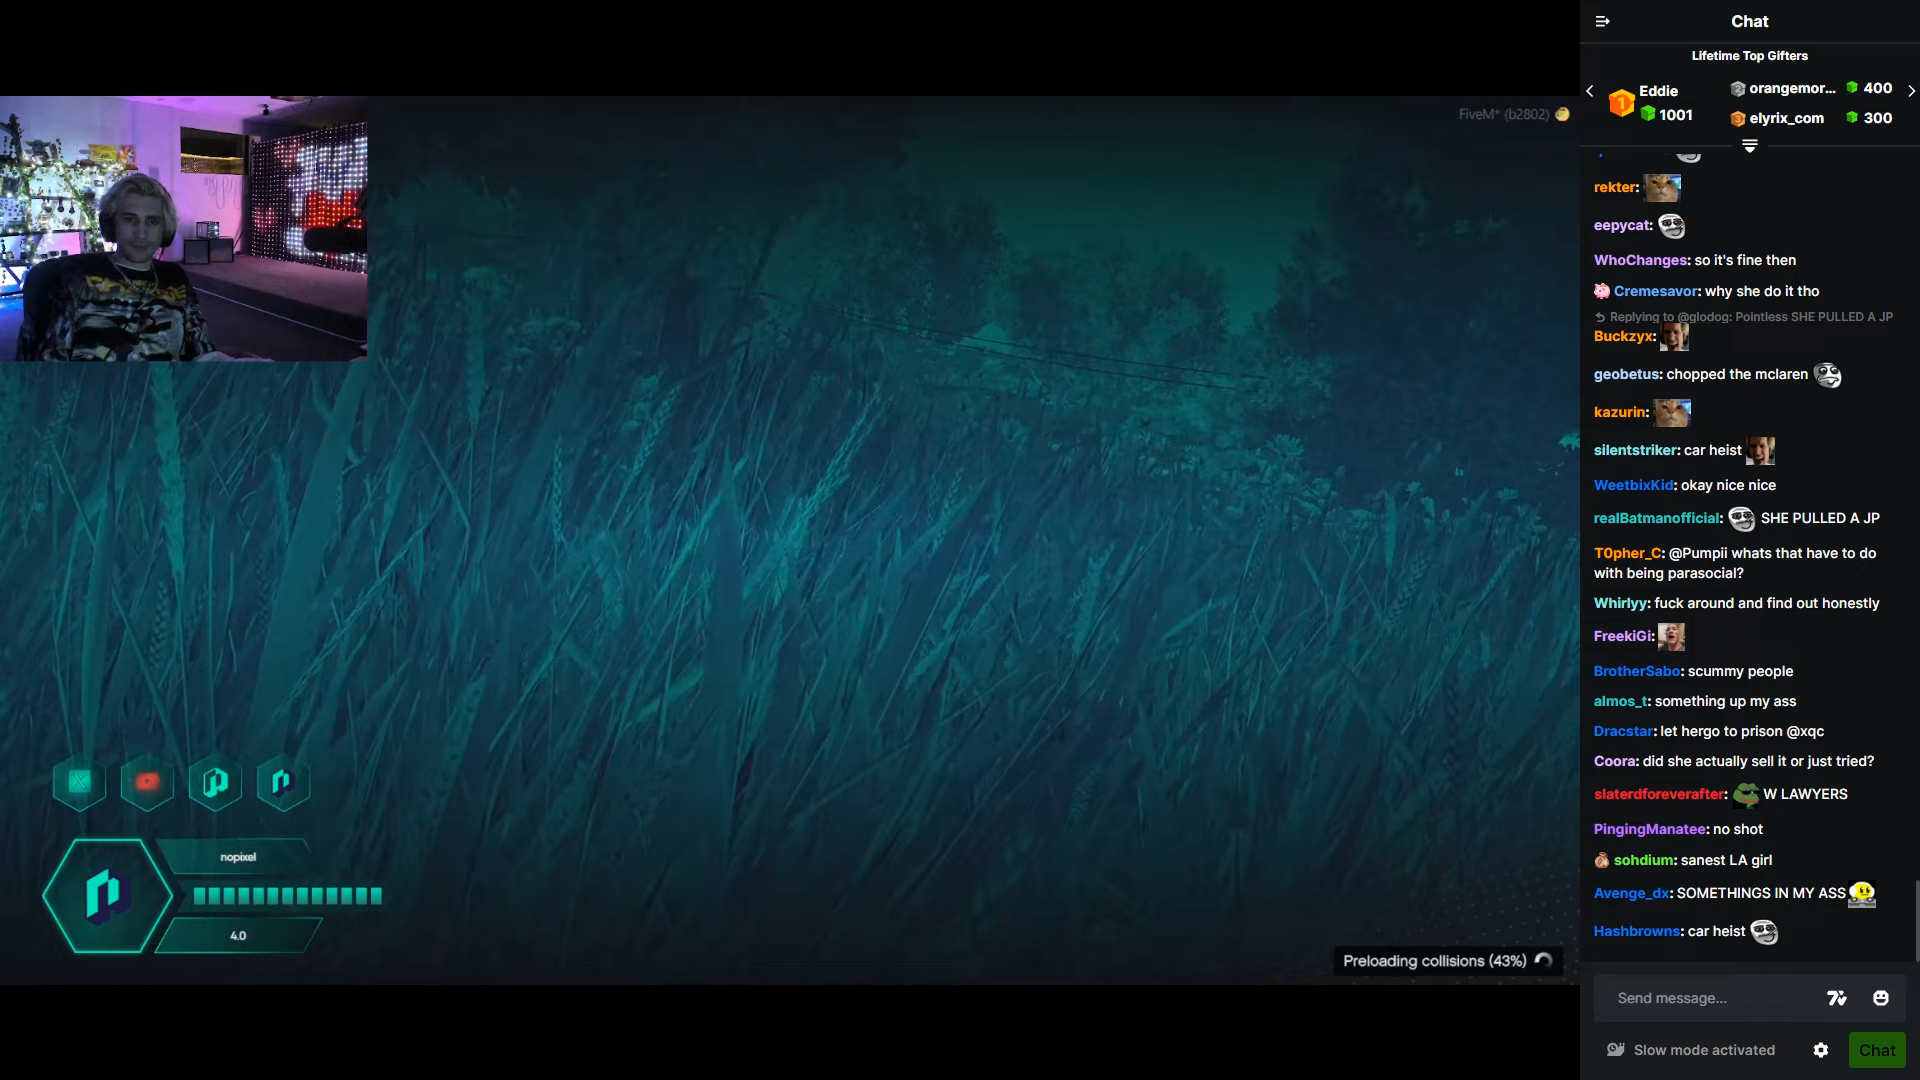 FiveM* (b2802)
nopixel
4.0
Preloading collisions (43%)
Chat
Lifetime Top Gifters
1
Eddie
1001
2
orangemor...
400
3
elyrix_com
300
rekter:
eepycat:
WhoChanges: so it's fine then
Cremesavor: why she do it tho
Replying to @glodog: Pointless SHE PULLED A JP
Buckzyx:
geobetus: chopped the mclaren
kazurin:
silentstriker: car heist
WeetbixKid: okay nice nice
realBatmanofficial: SHE PULLED A JP
T0pher_C: @Pumpii whats that have to do
with being parasocial?
Whirlyy: fuck around and find out honestly
FreekiGi:
BrotherSabo: scummy people
almos_t: something up my ass
Dracstar: let hergo to prison @xqc
Coora: did she actually sell it or just tried?
slaterdforeverafter: W LAWYERS
PingingManatee: no shot
sohdium: sanest LA girl
Avenge_dx: SOMETHINGS IN MY ASS
Hashbrowns: car heist
Send message...
Slow mode activated
Chat